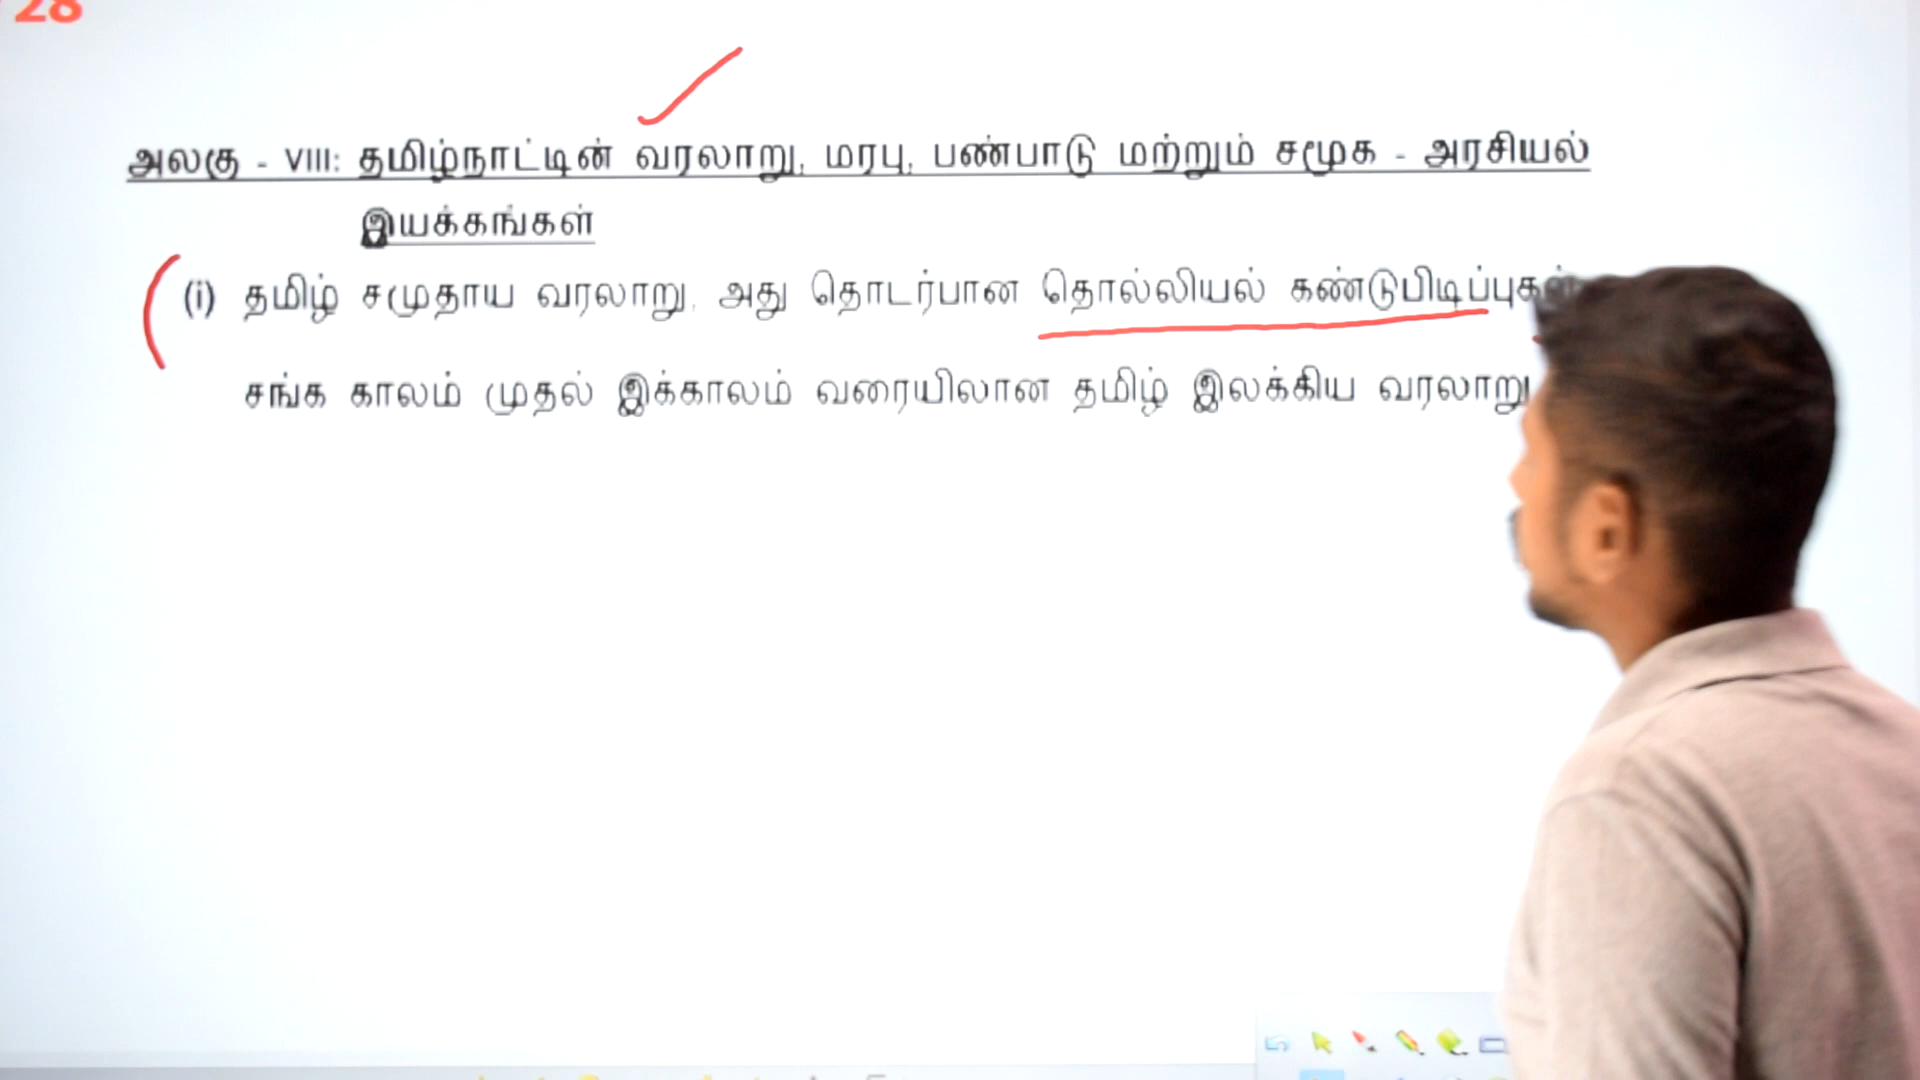 28
அலகு - VIII: தமிழ்நாட்டின் வரலாறு, மரபு, பண்பாடு மற்றும் சமூக - அரசியல்
இயக்கங்கள்
(i) தமிழ் சமுதாய வரலாறு, அது தொடர்பான தொல்லியல் கண்டுபிடிப்புகள்
சங்க காலம் முதல் இக்காலம் வரையிலான தமிழ் இலக்கிய வரலாறு